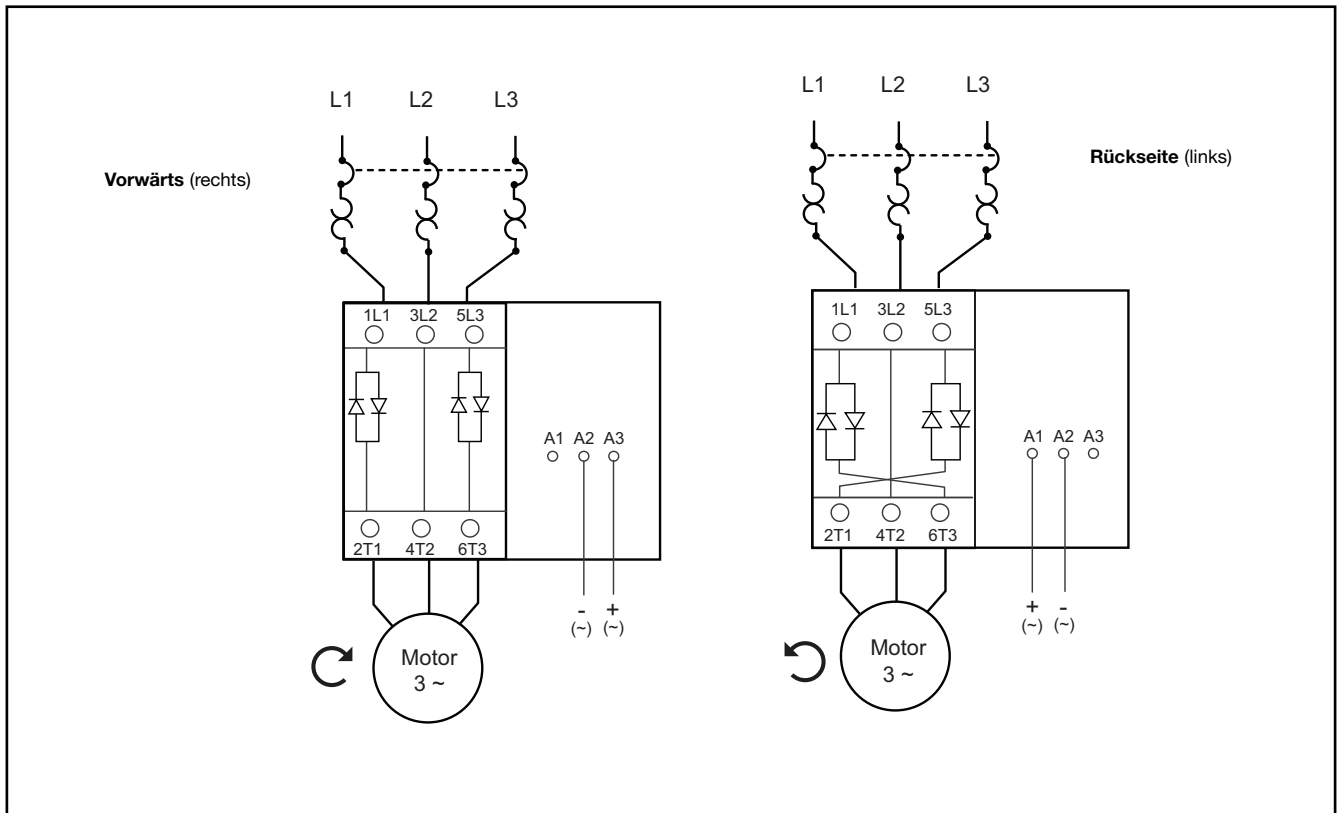 L1 L2 L3
Vorwärts (rechts)
1L1 3L2 5L3
A1 A2 A3
2T1 4T2 6T3
- +
(~) (~)
Motor
3 ~
L1 L2 L3
Rückseite (links)
1L1 3L2 5L3
A1 A2 A3
2T1 4T2 6T3
+ -
(~) (~)
Motor
3 ~